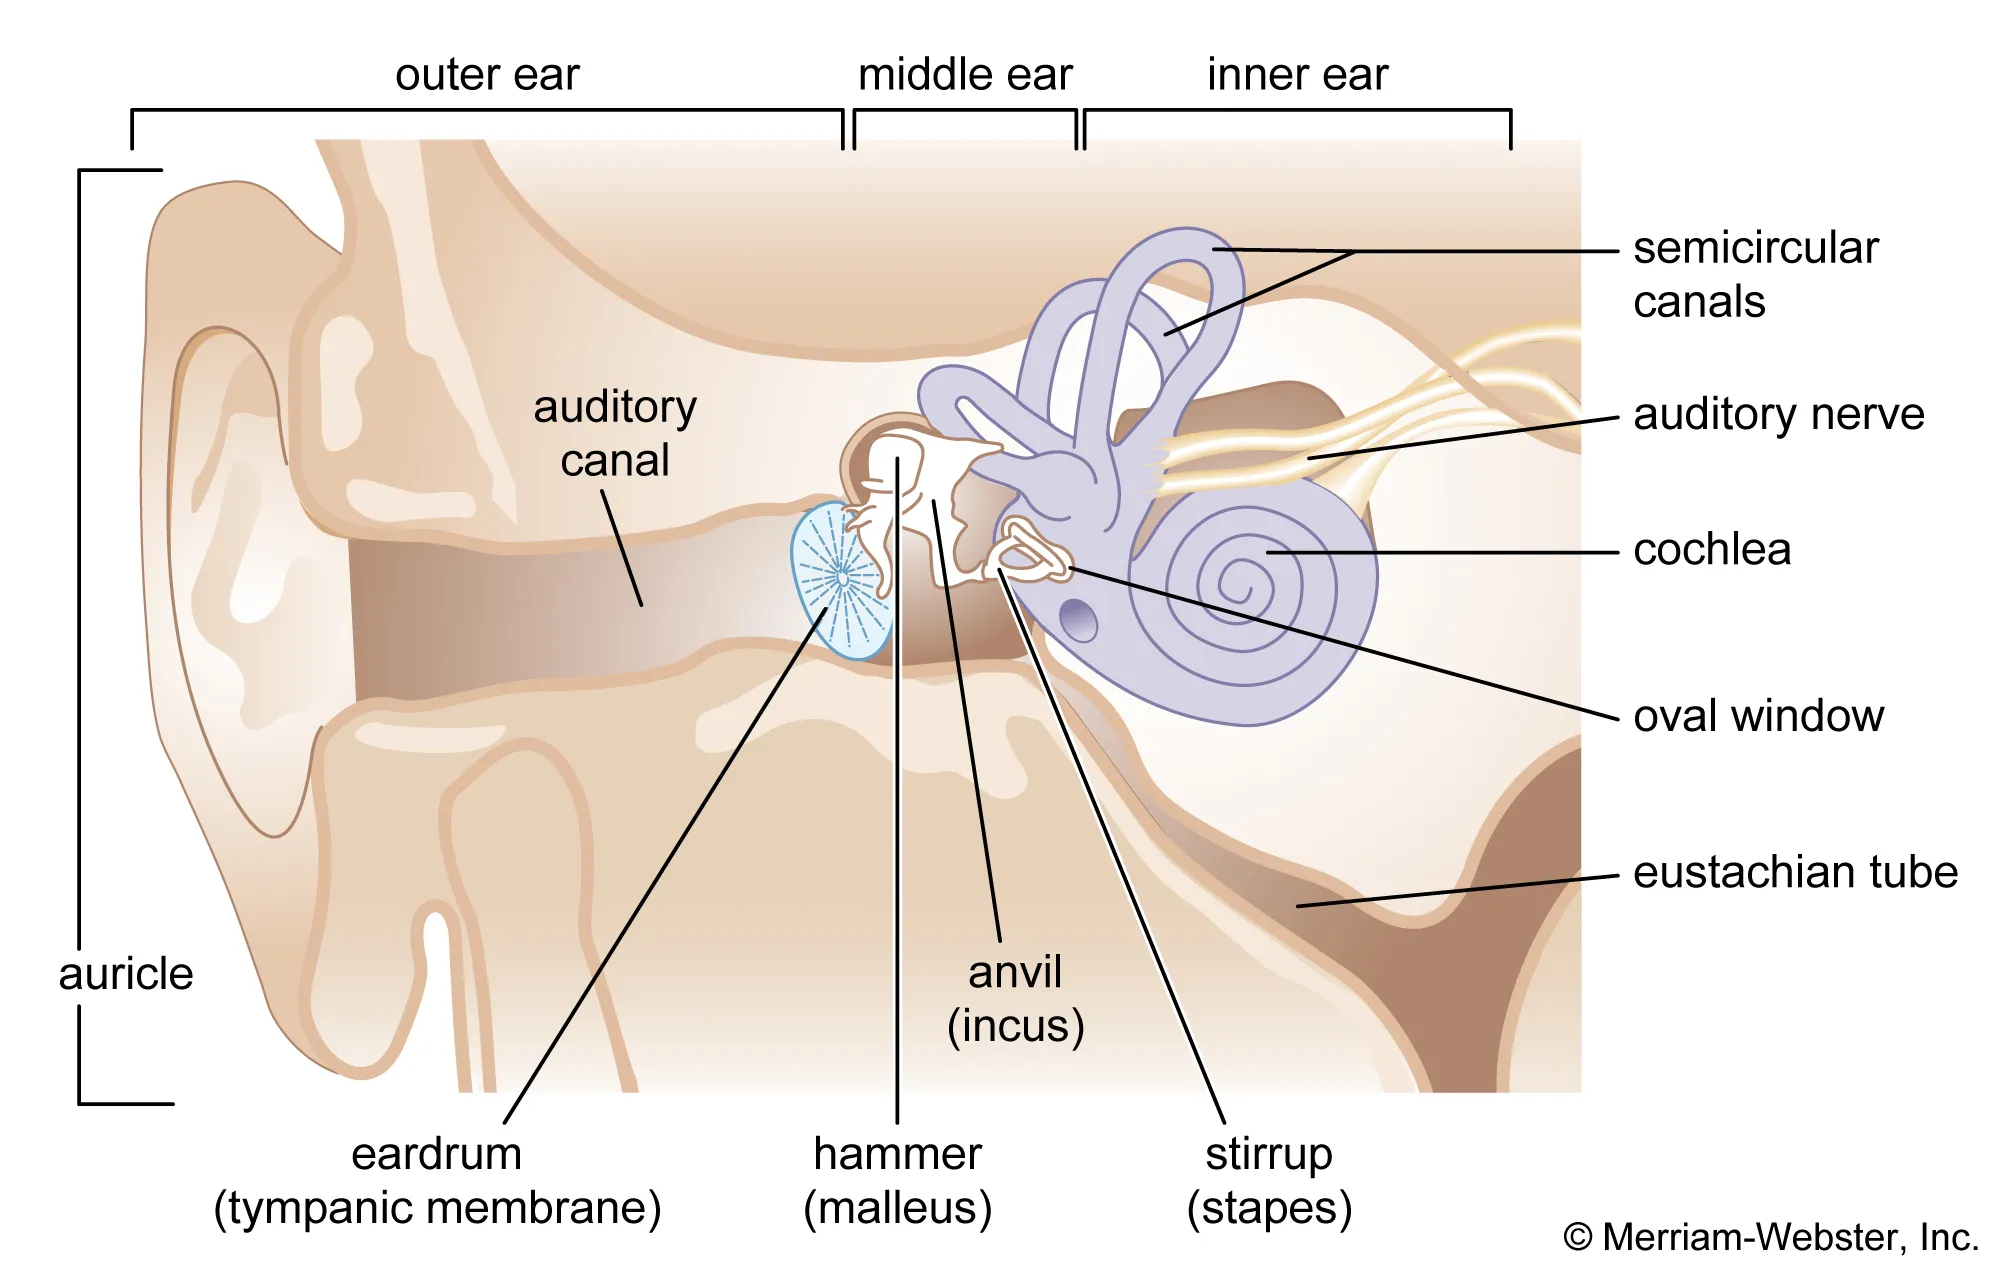 outer ear
middle ear
inner ear
semicircular
canals
auditory
canal
auditory nerve
cochlea
oval window
eustachian tube
auricle
anvil
(incus)
eardrum
(tympanic membrane)
hammer
(malleus)
stirrup
(stapes)
© Merriam-Webster, Inc.